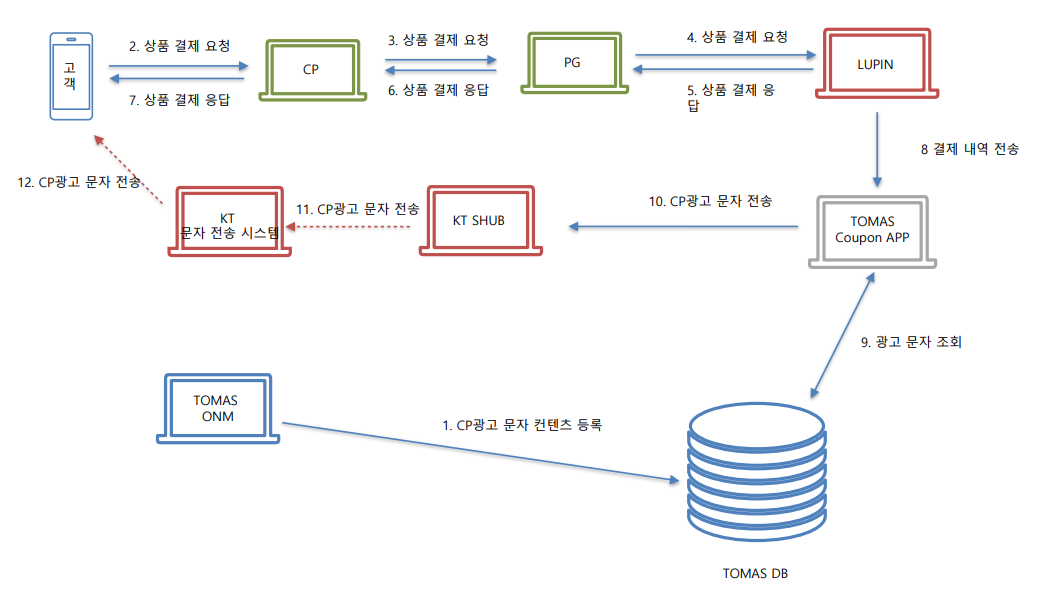 고
객
2. 상품 결제 요청
7. 상품 결제 응답
CP
3. 상품 결제 요청
6. 상품 결제 응답
PG
4. 상품 결제 요청
5. 상품 결제 응
답
LUPIN
8 결제 내역 전송
12. CP광고 문자 전송
KT
문자 전송 시스템
11. CP광고 문자 전송
KT SHUB
10. CP광고 문자 전송
TOMAS
Coupon APP
9. 광고 문자 조회
TOMAS
ONM
1. CP광고 문자 컨텐츠 등록
TOMAS DB